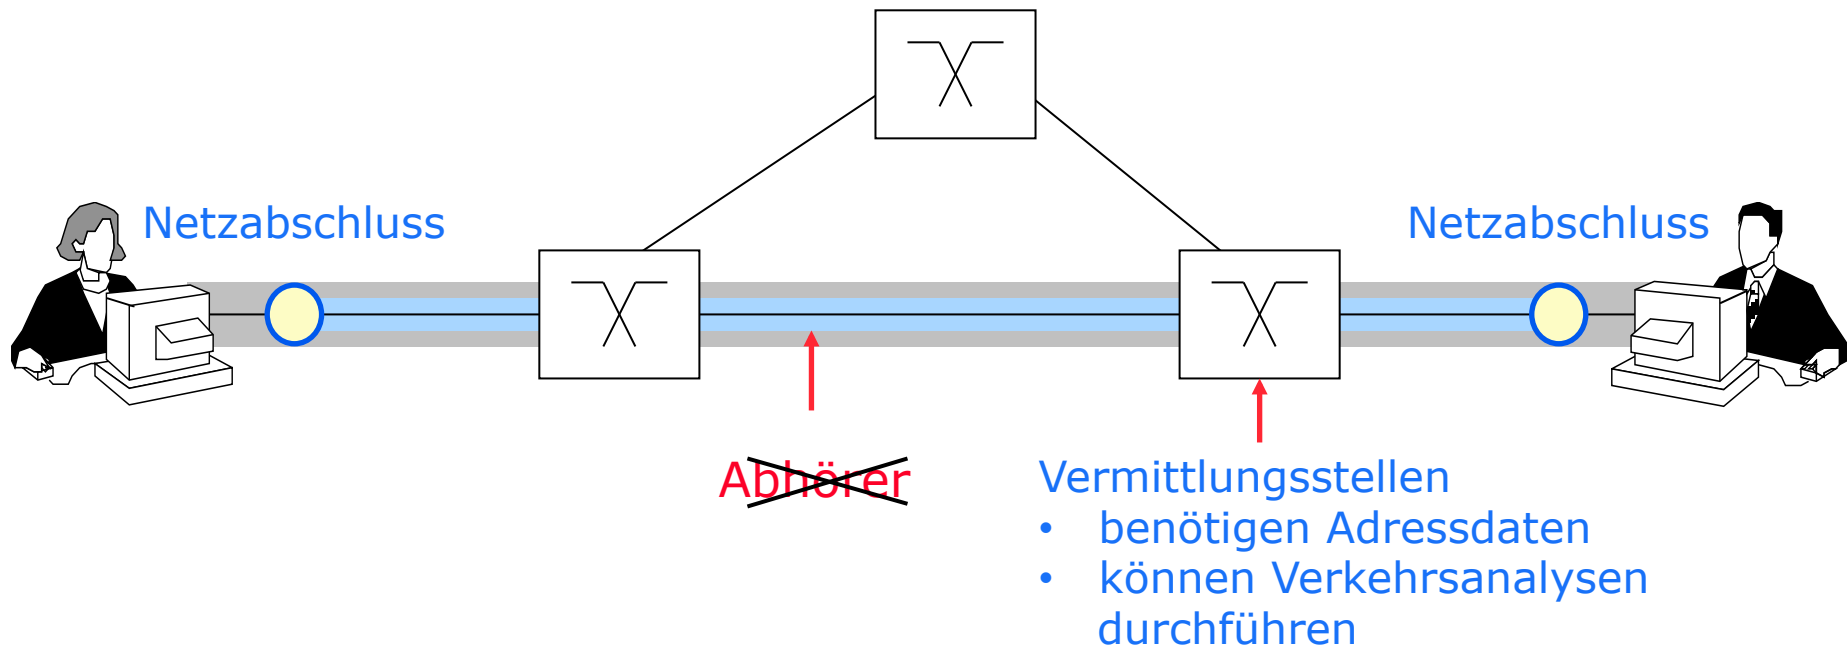 Netzabschluss
Netzabschluss
Abhörer
Vermittlungsstellen
• benötigen Adressdaten
• können Verkehrsanalysen
durchführen